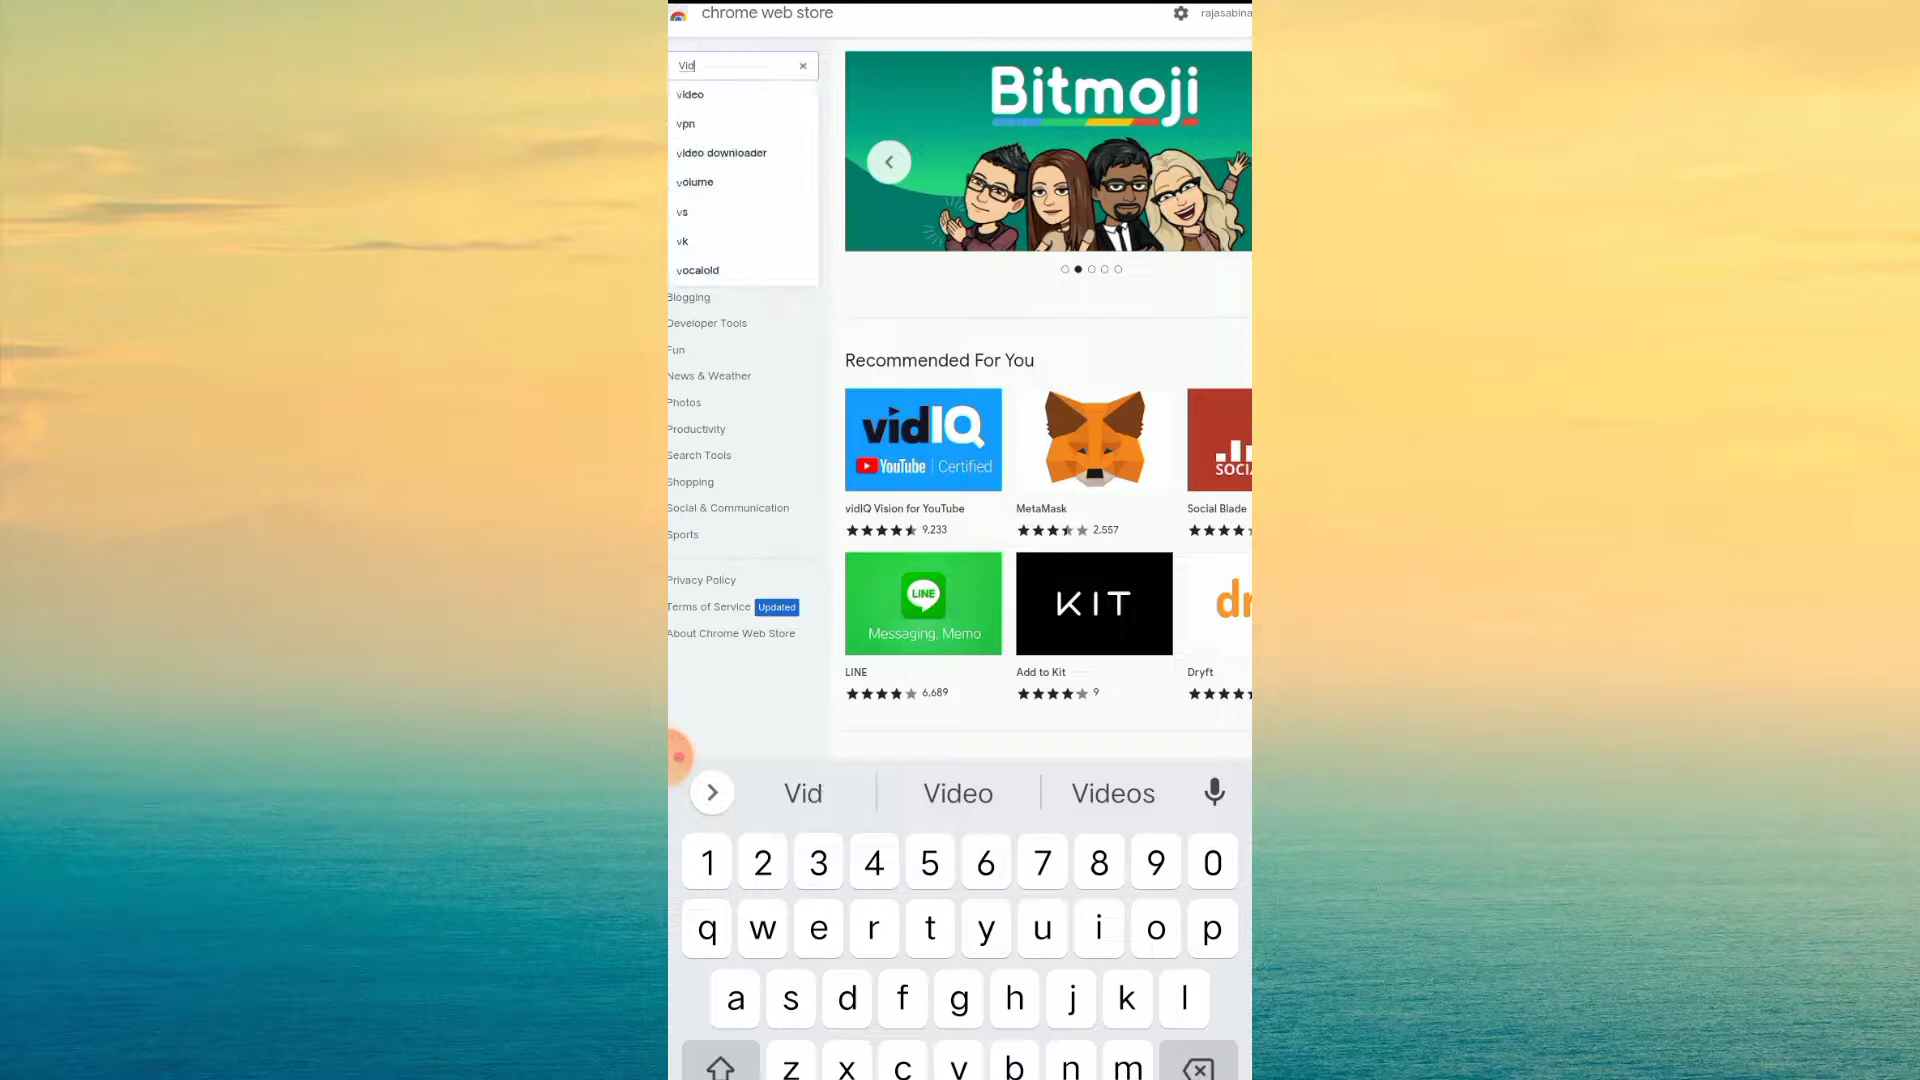 chrome web store
rajasabina
Vid
video
vpn
video downloader
volume
vs
vk
vocaloid
Blogging
Developer Tools
Fun
News & Weather
Photos
Productivity
Search Tools
Shopping
Social & Communication
Sports
Privacy Policy
Terms of Service Updated
About Chrome Web Store
Bitmoji
Recommended For You
vidIQ
YouTube | Certified
SOCI
vidIQ Vision for YouTube
MetaMask
Social Blade
9,233
2,557
LINE
Messaging, Memo
KIT
dr
LINE
Add to Kit
Dryft
6,689
9
Vid
Video
Videos
1 2 3 4 5 6 7 8 9 0
q w e r t y u i o p
a s d f g h j k l
z x c v b n m